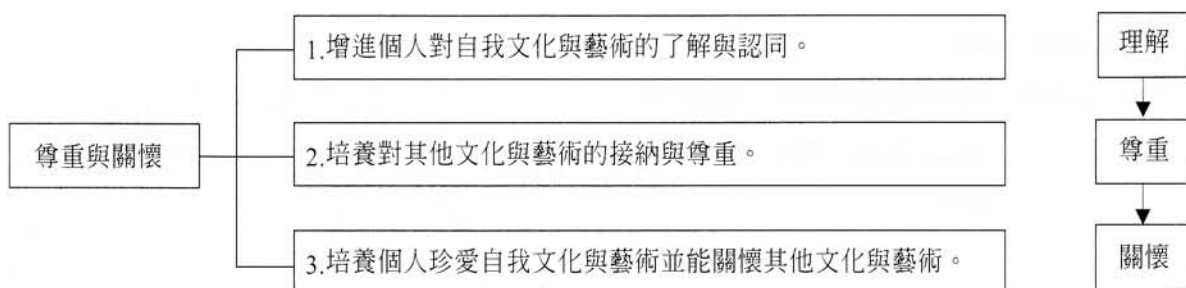 1.增進個人對自我文化與藝術的了解與認同。
理解
尊重與關懷
2.培養對其他文化與藝術的接納與尊重。
尊重
3.培養個人珍愛自我文化與藝術並能關懷其他文化與藝術。
關懷